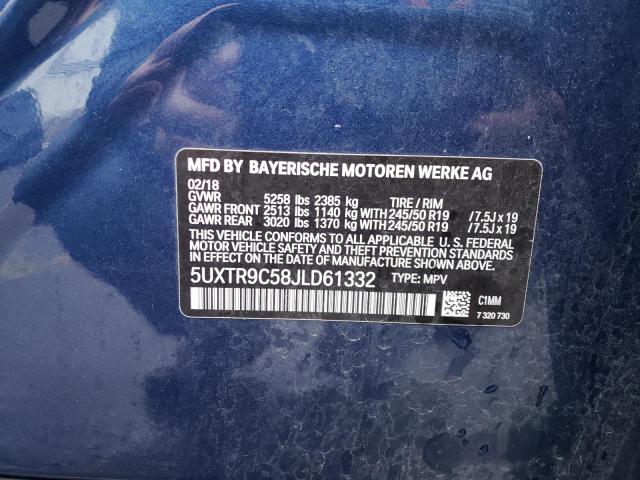 MFD BY BAYERISCHE MOTOREN WERKE AG
02/18
GVWR 5258 lbs 2385 kg TIRE / RIM
GAWR FRONT 2513 lbs 1140 kg WITH 245/50 R19 / 7.5J x 19
GAWR REAR 3020 lbs 1370 kg WITH 245/50 R19 / 7.5J x 19
THIS VEHICLE CONFORMS TO ALL APPLICABLE U. S. FEDERAL
MOTOR VEHICLE SAFETY BUMPER AND THEFT PREVENTION STANDARDS
IN EFFECT ON THE DATE OF MANUFACTURE SHOWN ABOVE.
5UXTR9C58JLD61332 TYPE: MPV
C1MM
7 320 730